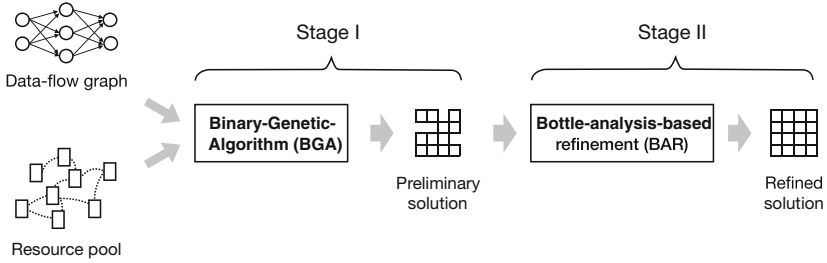 Stage I
Stage II
Data-flow graph
Binary-Genetic-
Algorithm (BGA)
Bottle-analysis-based
refinement (BAR)
Preliminary
solution
Refined
solution
Resource pool